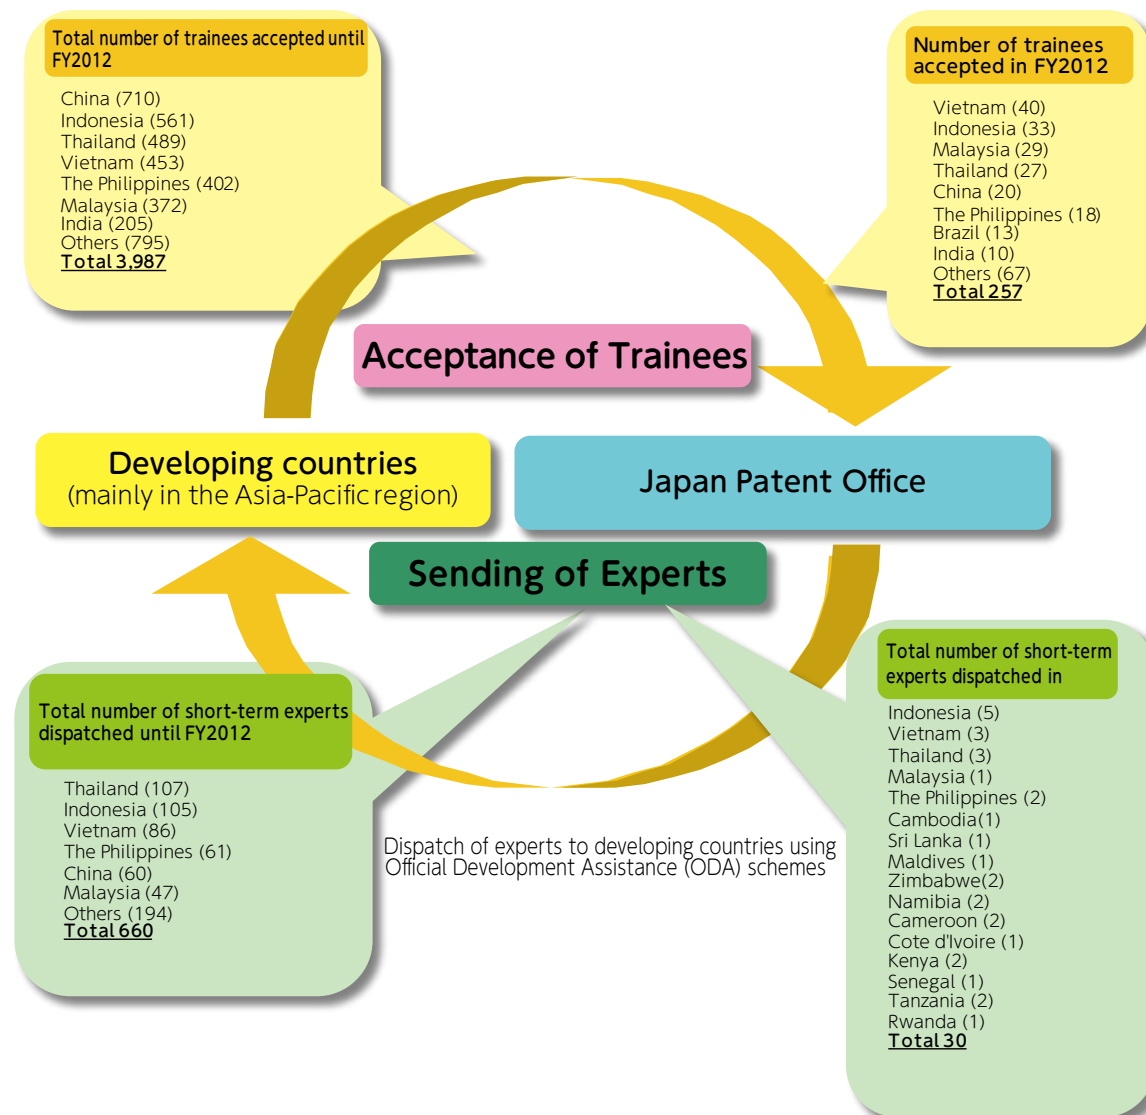 Total number of trainees accepted until
FY2012
China (710)
Indonesia (561)
Thailand (489)
Vietnam (453)
The Philippines (402)
Malaysia (372)
India (205)
Others (795)
Total 3,987
Number of trainees
accepted in FY2012
Vietnam (40)
Indonesia (33)
Malaysia (29)
Thailand (27)
China (20)
The Philippines (18)
Brazil (13)
India (10)
Others (67)
Total 257
Acceptance of Trainees
Developing countries
(mainly in the Asia-Pacific region)
Japan Patent Office
Sending of Experts
Total number of short-term experts
dispatched until FY2012
Thailand (107)
Indonesia (105)
Vietnam (86)
The Philippines (61)
China (60)
Malaysia (47)
Others (194)
Total 660
Dispatch of experts to developing countries using
Official Development Assistance (ODA) schemes
Total number of short-term
experts dispatched in
Indonesia (5)
Vietnam (3)
Thailand (3)
Malaysia (1)
The Philippines (2)
Cambodia(1)
Sri Lanka (1)
Maldives (1)
Zimbabwe(2)
Namibia (2)
Cameroon (2)
Cote d'Ivoire (1)
Kenya (2)
Senegal (1)
Tanzania (2)
Rwanda (1)
Total 30